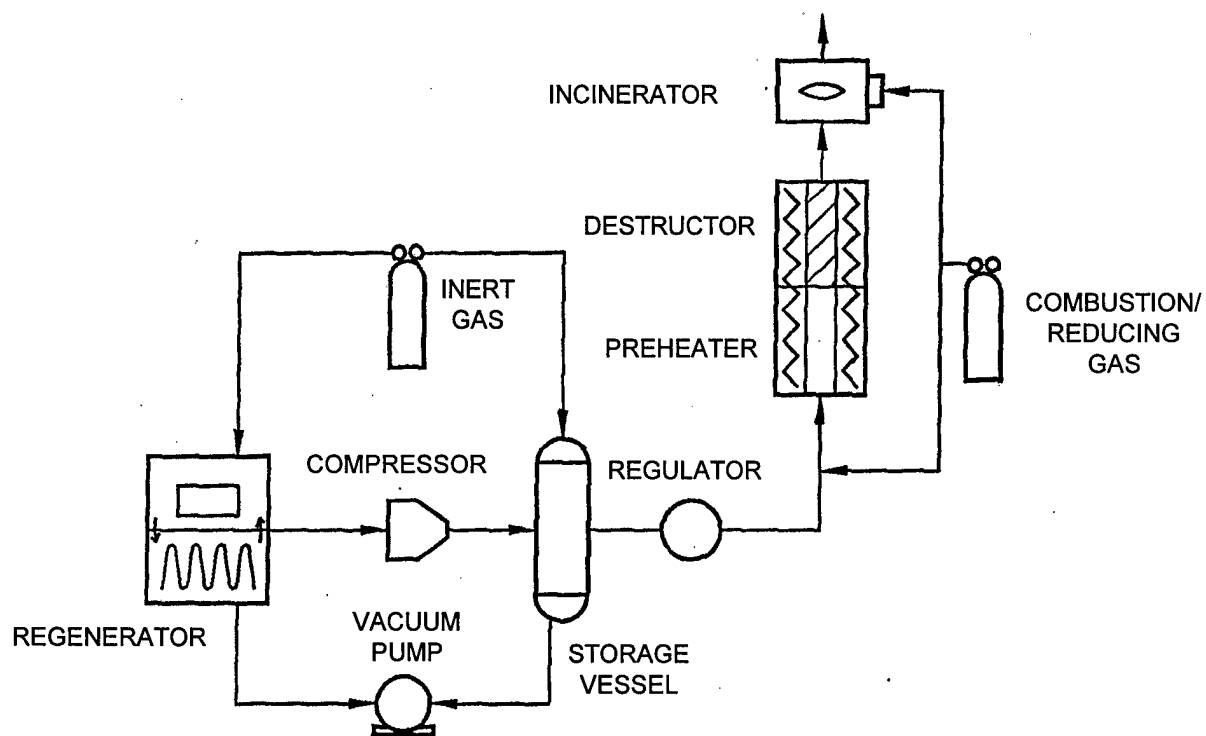 INCINERATOR
DESTRUCTOR
INERT
GAS
COMBUSTION/
REDUCING
GAS
PREHEATER
COMPRESSOR
REGULATOR
REGENERATOR
VACUUM
PUMP
STORAGE
VESSEL